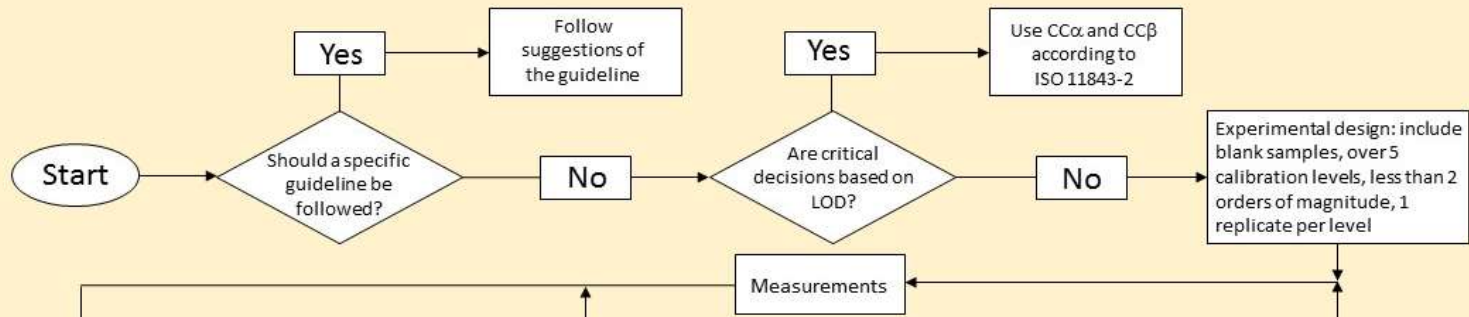 Start
Should a specific
guideline be
followed?
Yes
Follow
suggestions of
the guideline
No
Are critical
decisions based on
LOD?
Yes
Use CCα and CCβ
according to
ISO 11843-2
No
Experimental design: include
blank samples, over 5
calibration levels, less than 2
orders of magnitude, 1
replicate per level
Measurements